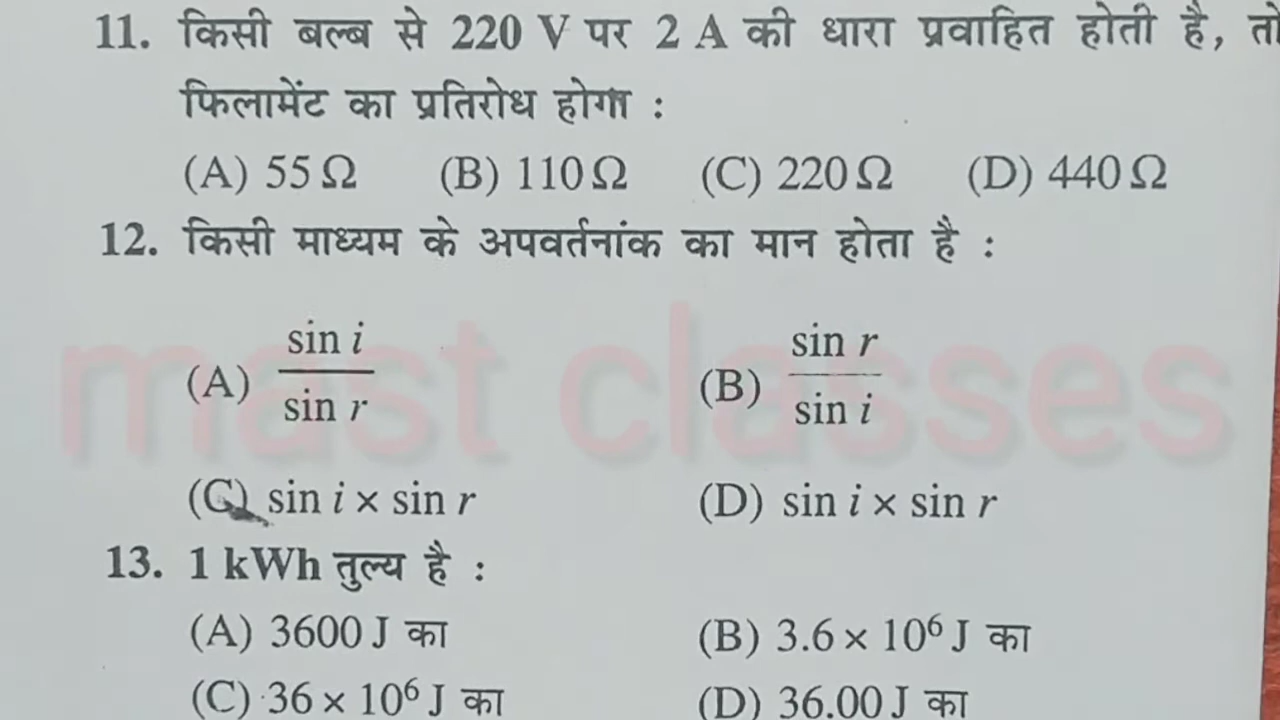 11. किसी बल्ब से 220 V पर 2 A की धारा प्रवाहित होती है, तो
फिलामेंट का प्रतिरोध होगा :
(A) 55 Ω (B) 110 Ω (C) 220 Ω (D) 440 Ω
12. किसी माध्यम के अपवर्तनांक का मान होता है :
(A) sin i / sin r (B) sin r / sin i
(C) sin i × sin r (D) sin i × sin r
13. 1 kWh तुल्य है :
(A) 3600 J का (B) 3.6 × 10⁶ J का
(C) 36 × 10⁶ J का (D) 36.00 J का
mast classes